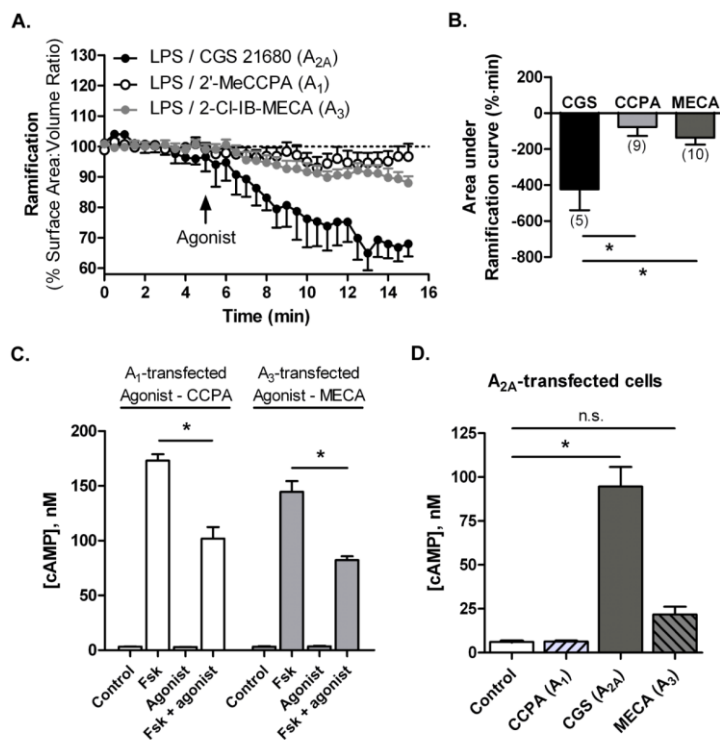 A.
LPS / CGS 21680 (A2A)
LPS / 2'-MeCCPA (A1)
LPS / 2-Cl-IB-MECA (A3)
Ramification
(% Surface Area:Volume Ratio)
130
120
110
100
90
80
70
60
Agonist
0 2 4 6 8 10 12 14 16
Time (min)
B.
Area under
Ramification curve (%·min)
200
0
-200
-400
-600
-800
CGS CCPA MECA
(5)
(9)
(10)
*
*
C.
A1-transfected
Agonist - CCPA
A3-transfected
Agonist - MECA
[cAMP], nM
200
150
100
50
0
*
*
Control
Fsk
Agonist
Fsk + agonist
Control
Fsk
Agonist
Fsk + agonist
D.
A2A-transfected cells
n.s.
*
[cAMP], nM
125
100
75
50
25
0
Control
CCPA (A1)
CGS (A2A)
MECA (A3)